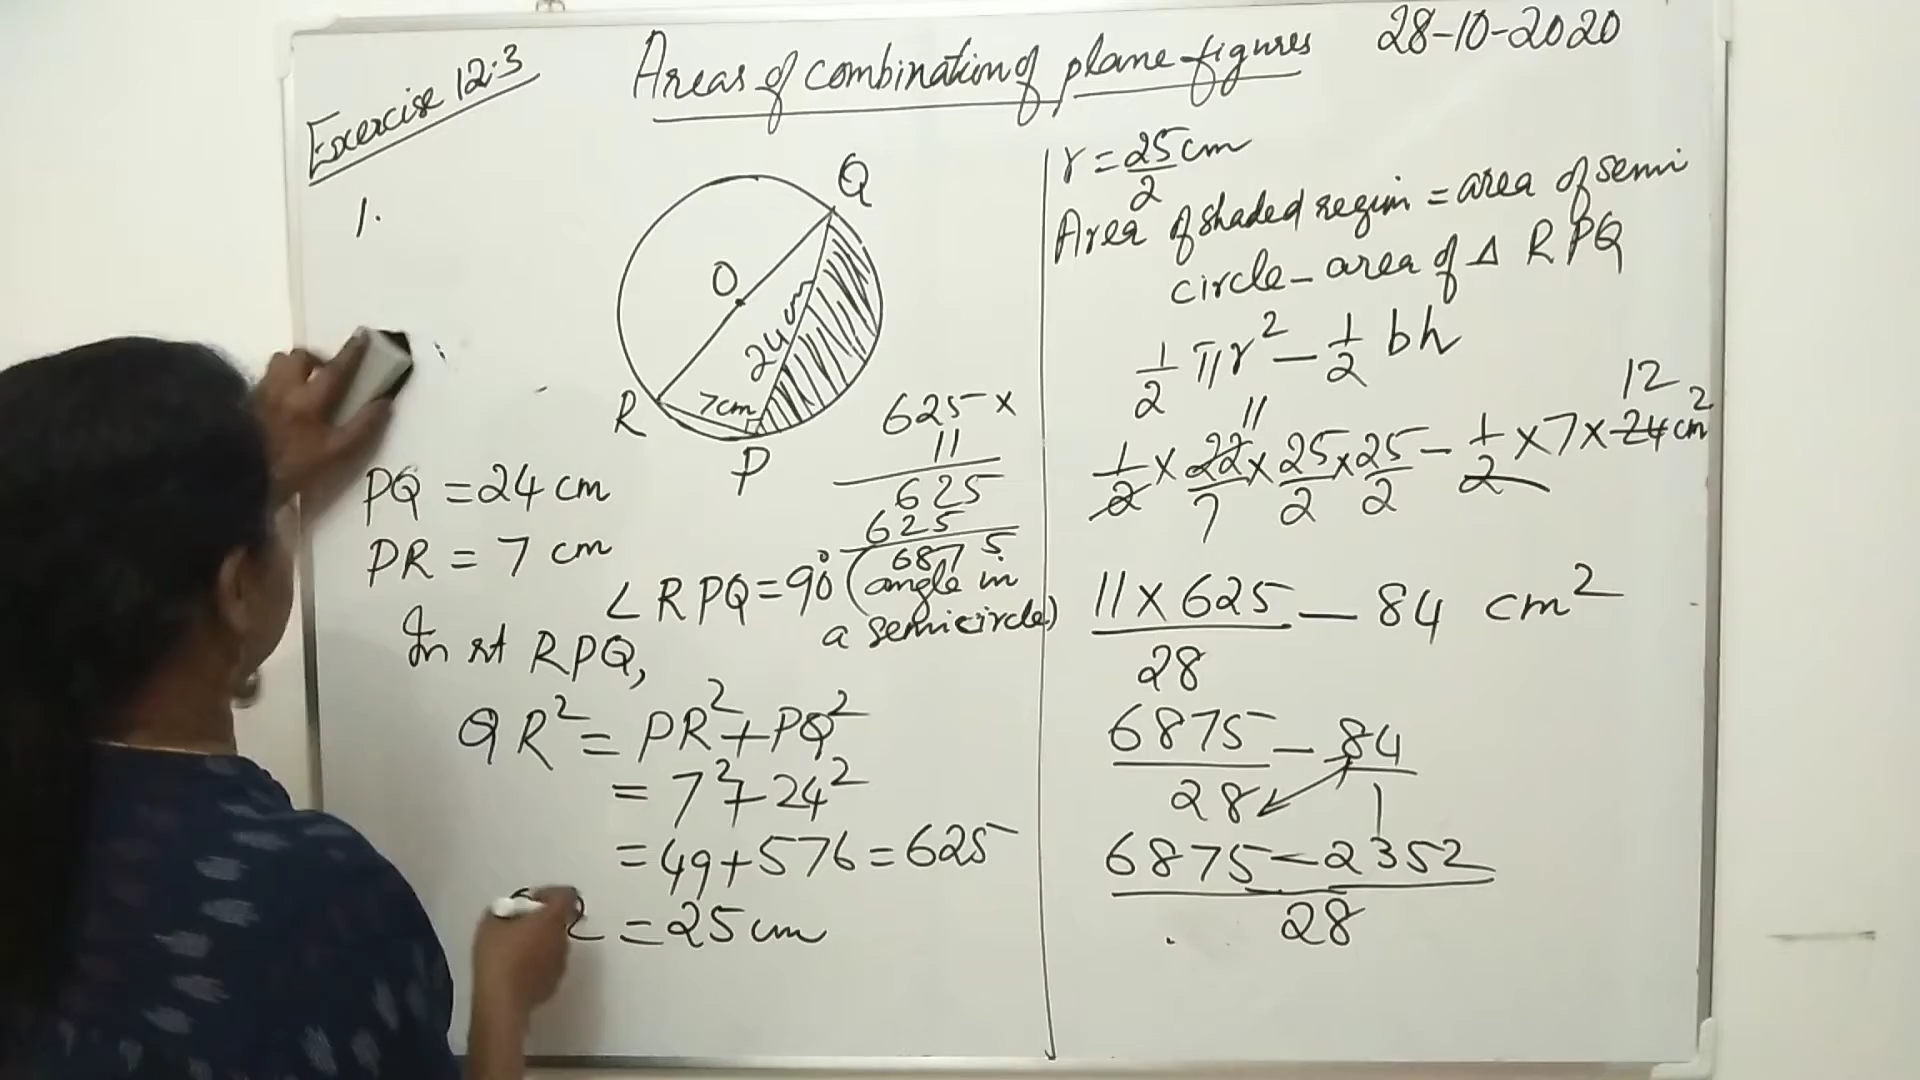 Exercise 12.3
Areas of combination of plane figures
28-10-2020
1.
Q
O
24 cm
R
7cm
P
PQ = 24 cm
PR = 7 cm
∠RPQ = 90° (angle in a semicircle)
In rt RPQ,
QR² = PR² + PQ²
= 7² + 24²
= 49 + 576 = 625
= 25 cm
625 ×
11
625
625
6875
r = 25/2 cm
Area of shaded region = area of semi
circle - area of Δ RPQ
1/2 πr² - 1/2 bh
12
11
1/2 × 22/7 × 25/2 × 25/2 - 1/2 × 7 × 24 cm²
11 × 625/28 - 84 cm²
6875/28 - 84/1
6875 - 2352
28